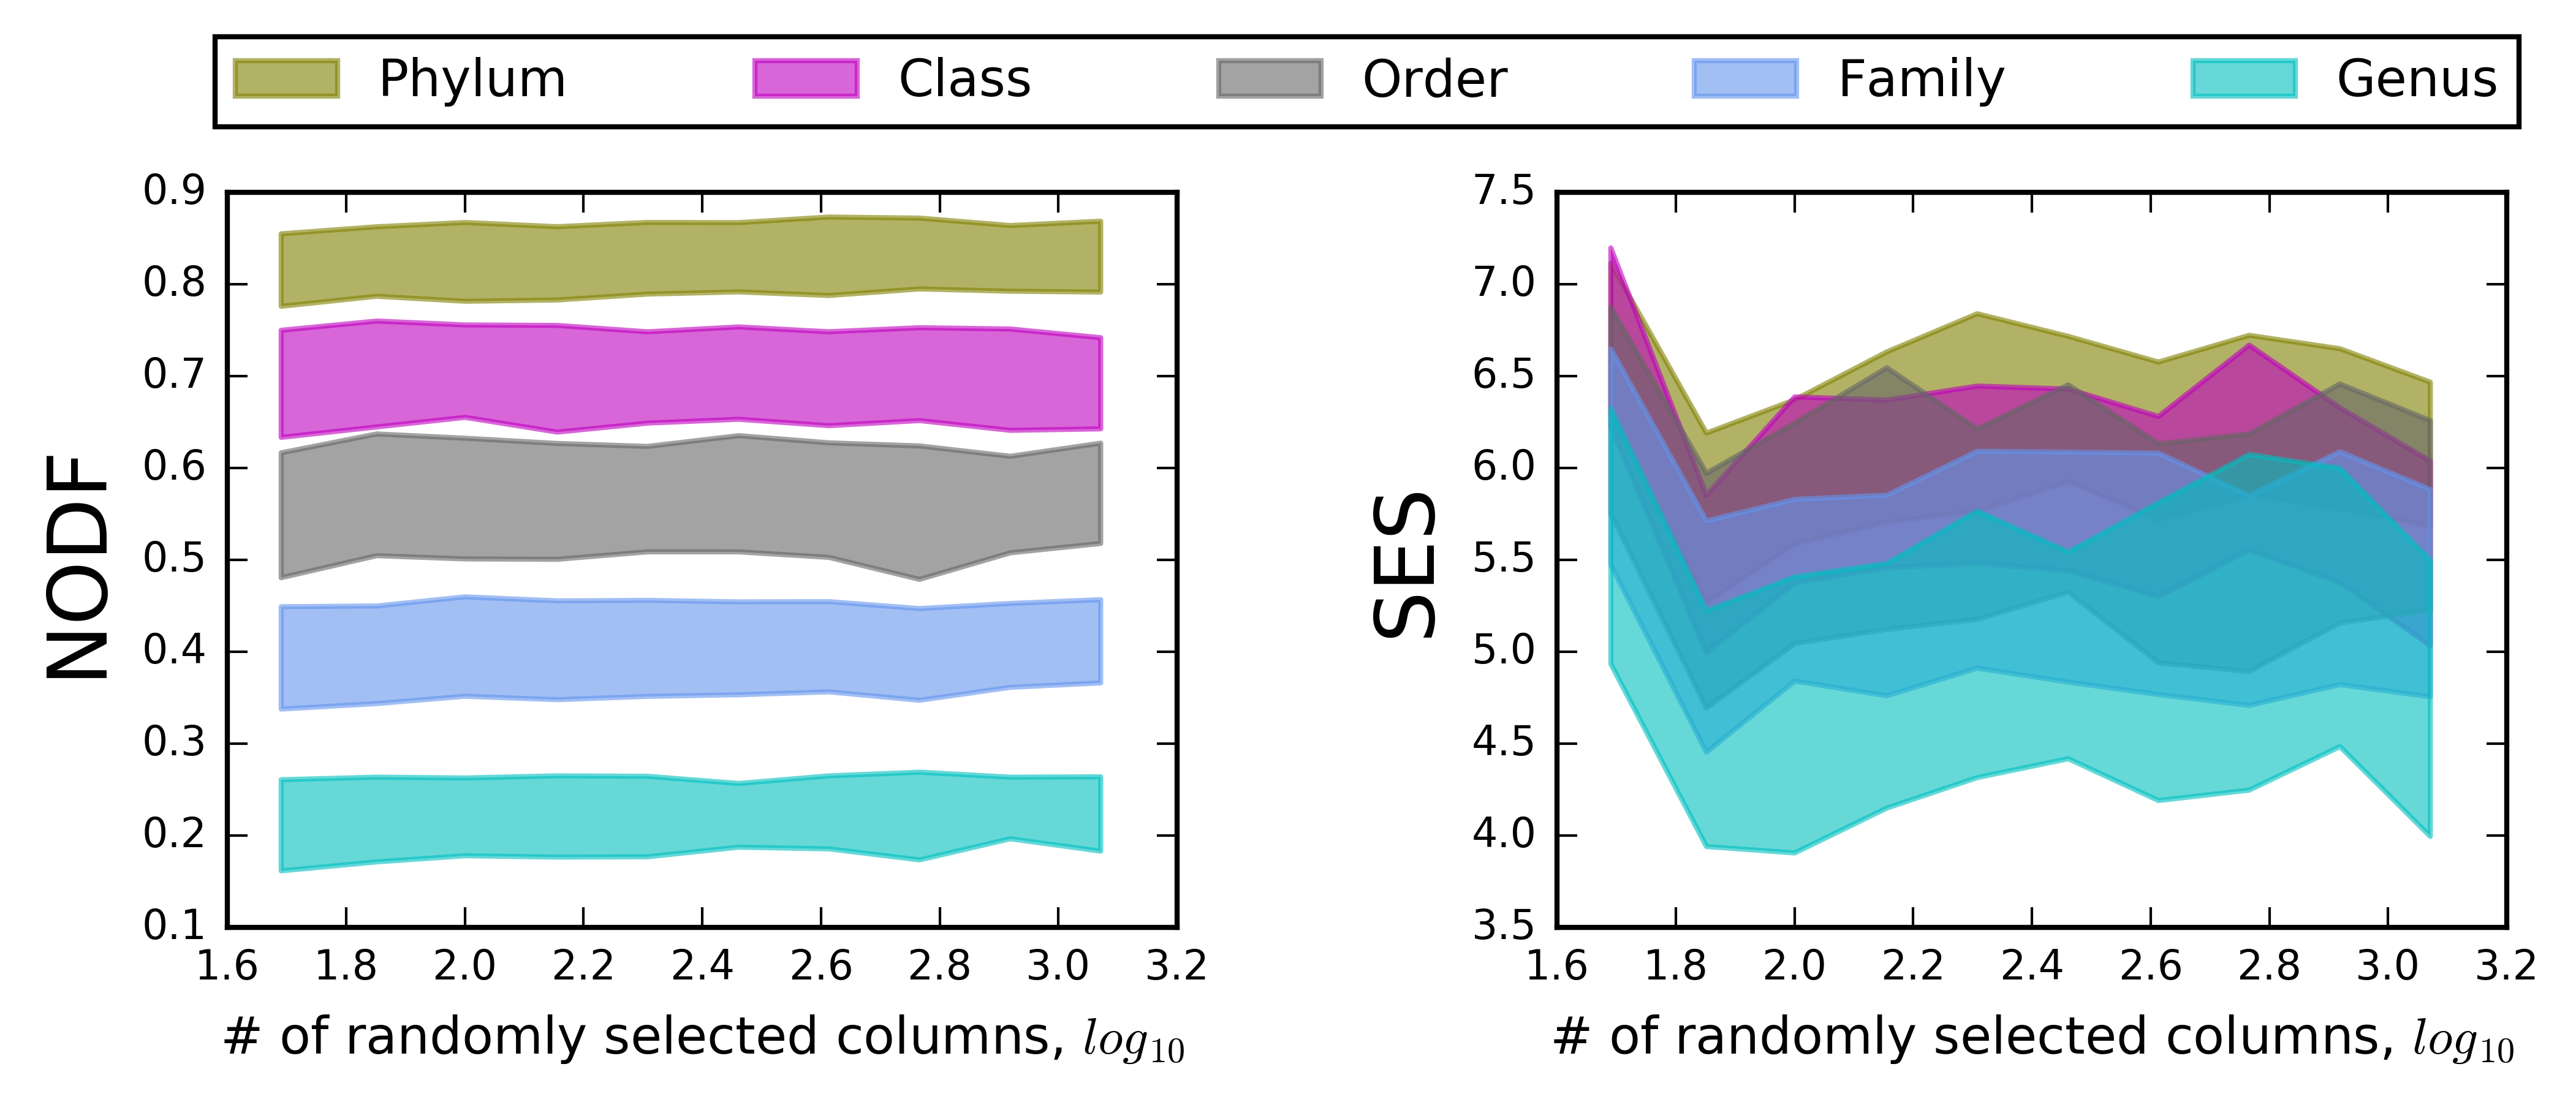 Phylum Class Order Family Genus
NODF
0.9
0.8
0.7
0.6
0.5
0.4
0.3
0.2
0.1
1.6 1.8 2.0 2.2 2.4 2.6 2.8 3.0 3.2
# of randomly selected columns, log10
SES
7.5
7.0
6.5
6.0
5.5
5.0
4.5
4.0
3.5
1.6 1.8 2.0 2.2 2.4 2.6 2.8 3.0 3.2
# of randomly selected columns, log10